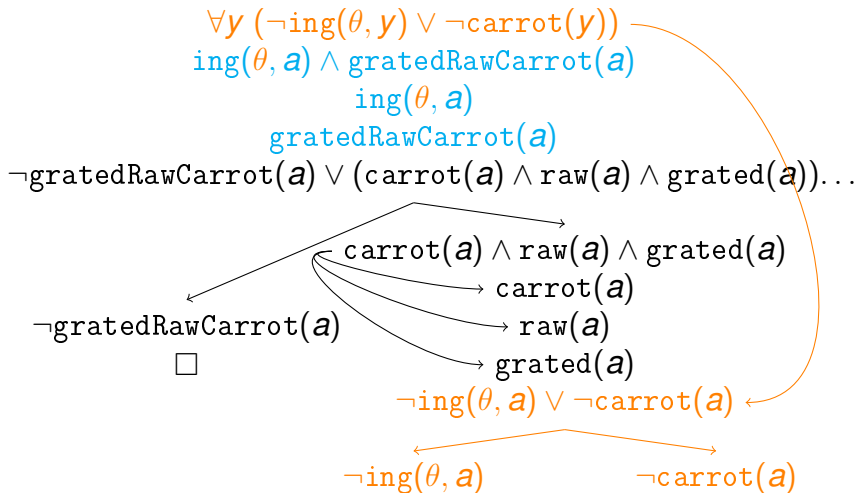 ∀y (¬ing(θ, y) ∨ ¬carrot(y))
ing(θ, a) ∧ gratedRawCarrot(a)
ing(θ, a)
gratedRawCarrot(a)
¬gratedRawCarrot(a) ∨ (carrot(a) ∧ raw(a) ∧ grated(a))...
carrot(a) ∧ raw(a) ∧ grated(a)
carrot(a)
¬gratedRawCarrot(a) raw(a)
□ grated(a)
¬ing(θ, a) ∨ ¬carrot(a)
¬ing(θ, a) ¬carrot(a)